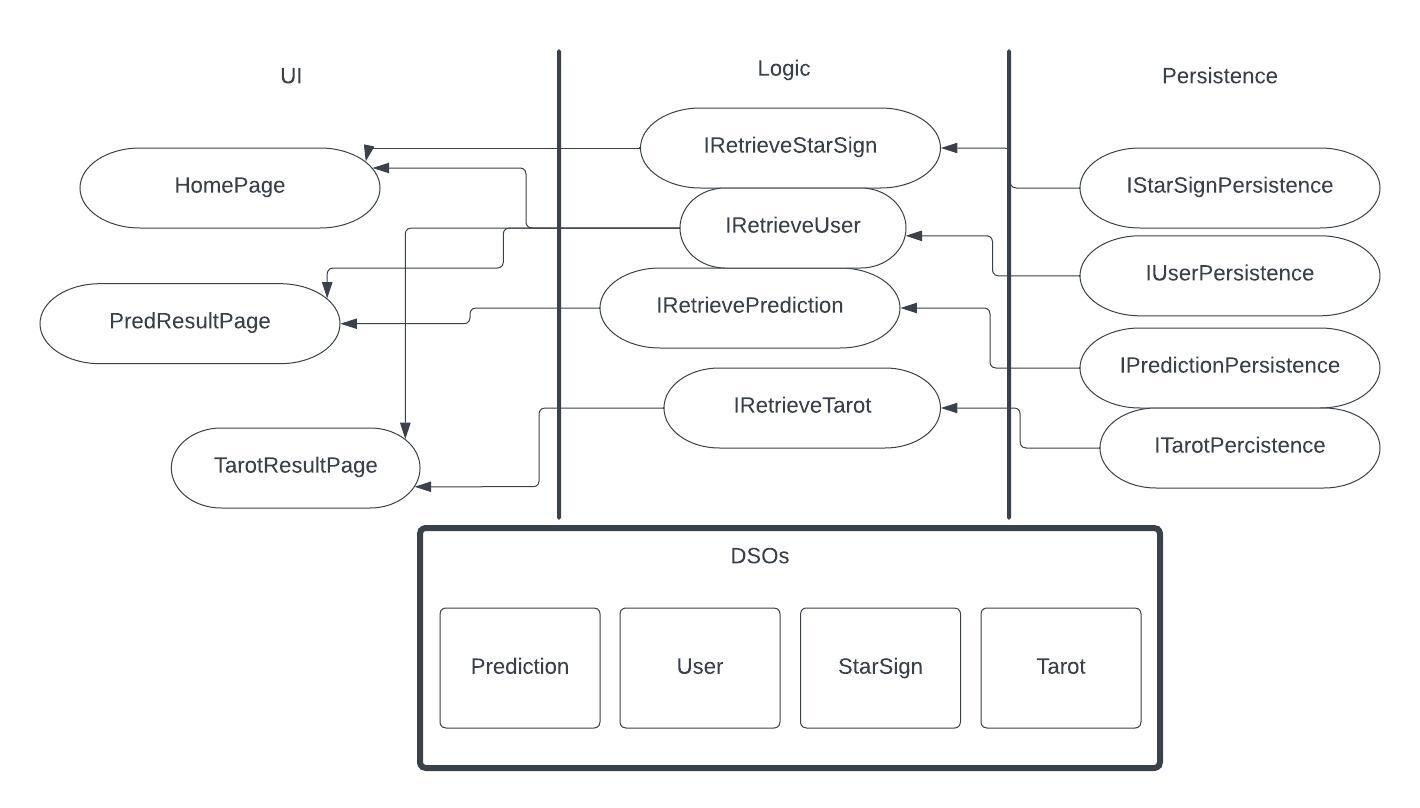 UI
Logic
Persistence
IRetrieveStarSign
HomePage
IStarSignPersistence
IRetrieveUser
IUserPersistence
PredResultPage
IRetrievePrediction
IPredictionPersistence
IRetrieveTarot
ITarotPercistence
TarotResultPage
DSOs
Prediction
User
StarSign
Tarot